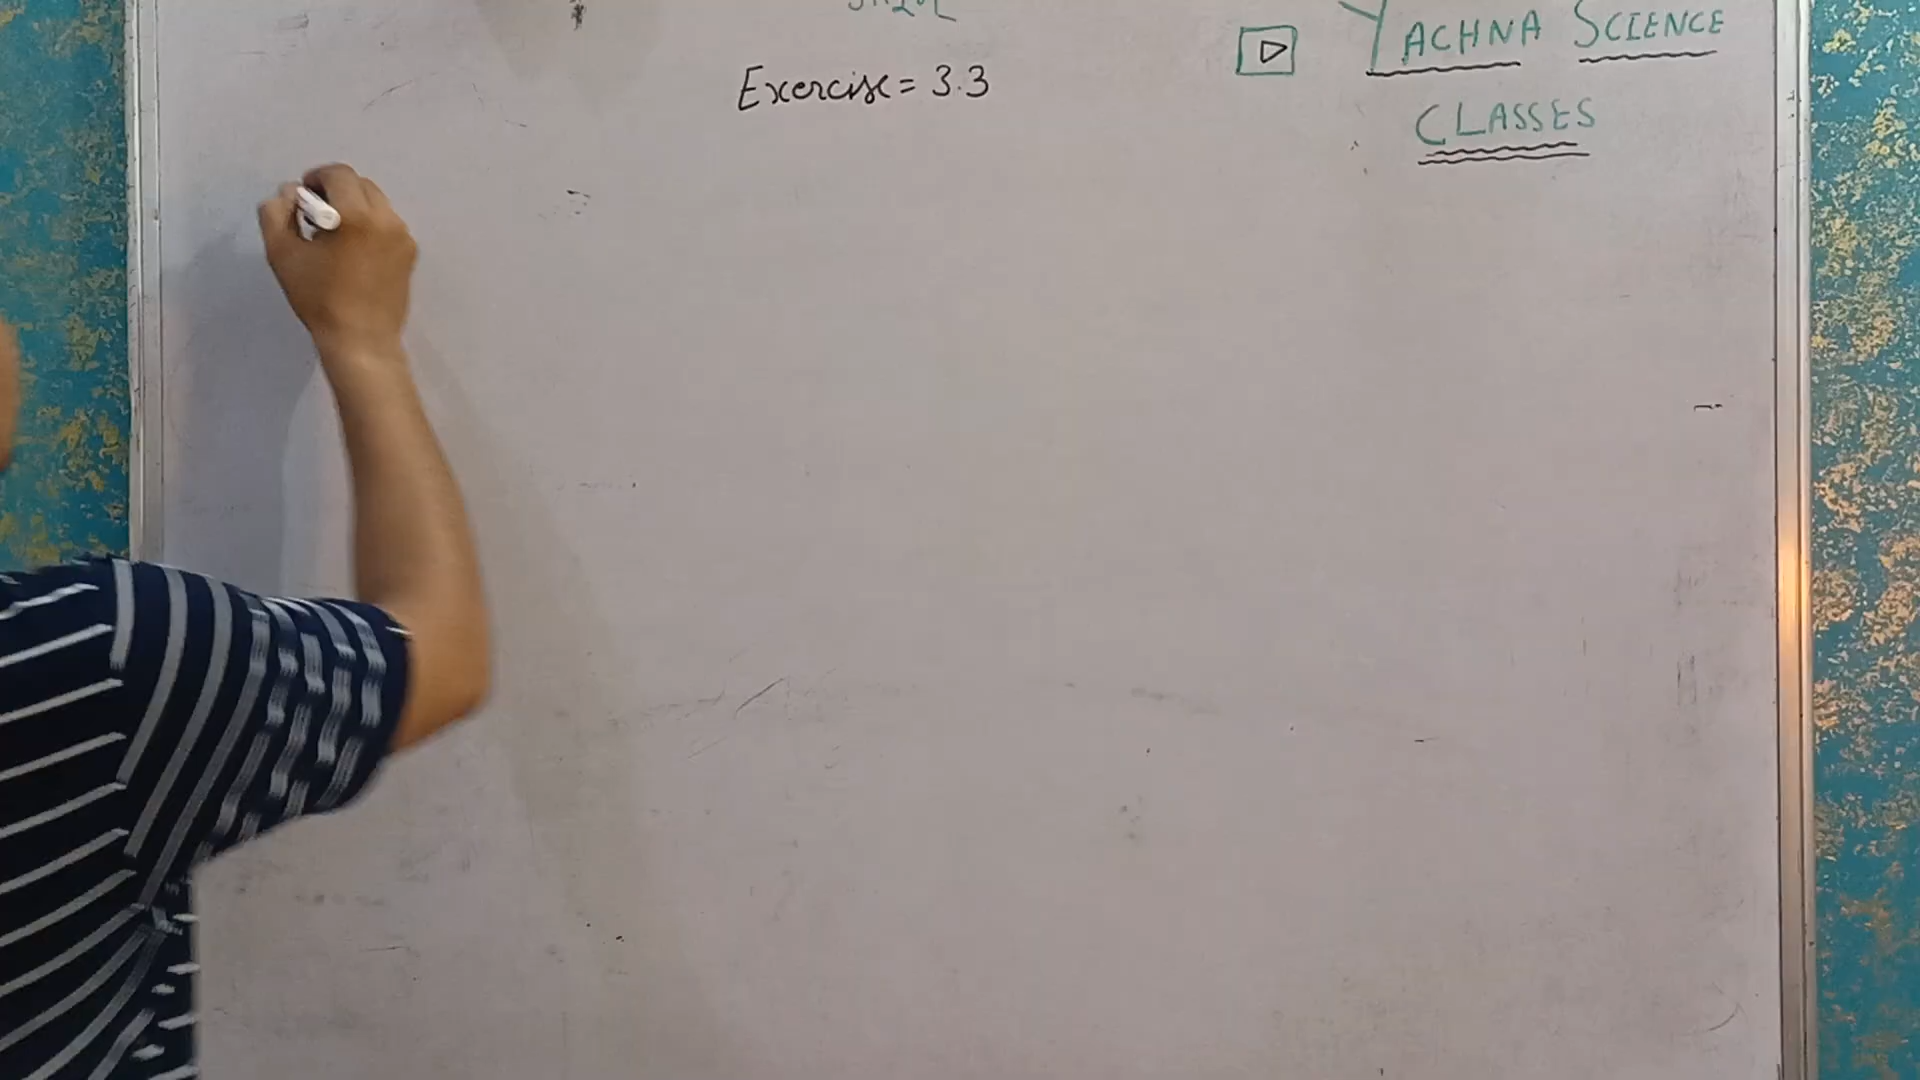 Exercise = 3.3
YACHNA SCIENCE
CLASSES